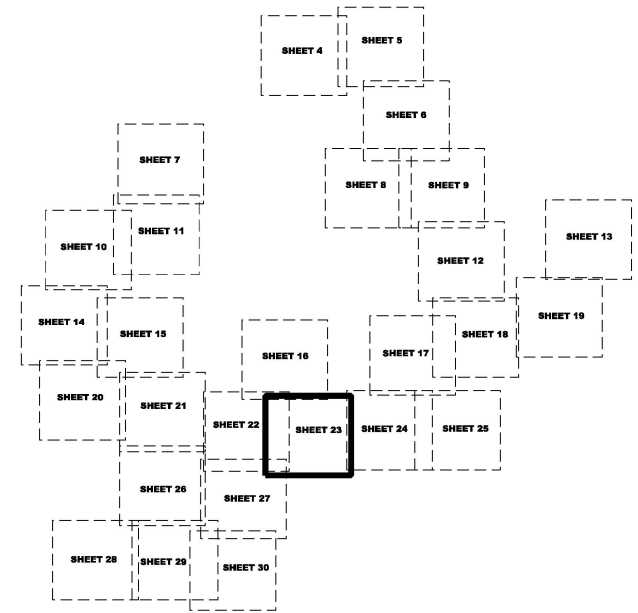 SHEET 4
SHEET 5
SHEET 6
SHEET 7
SHEET 8
SHEET 9
SHEET 10
SHEET 11
SHEET 12
SHEET 13
SHEET 14
SHEET 15
SHEET 16
SHEET 17
SHEET 18
SHEET 19
SHEET 20
SHEET 21
SHEET 22
SHEET 23
SHEET 24
SHEET 25
SHEET 26
SHEET 27
SHEET 28
SHEET 29
SHEET 30